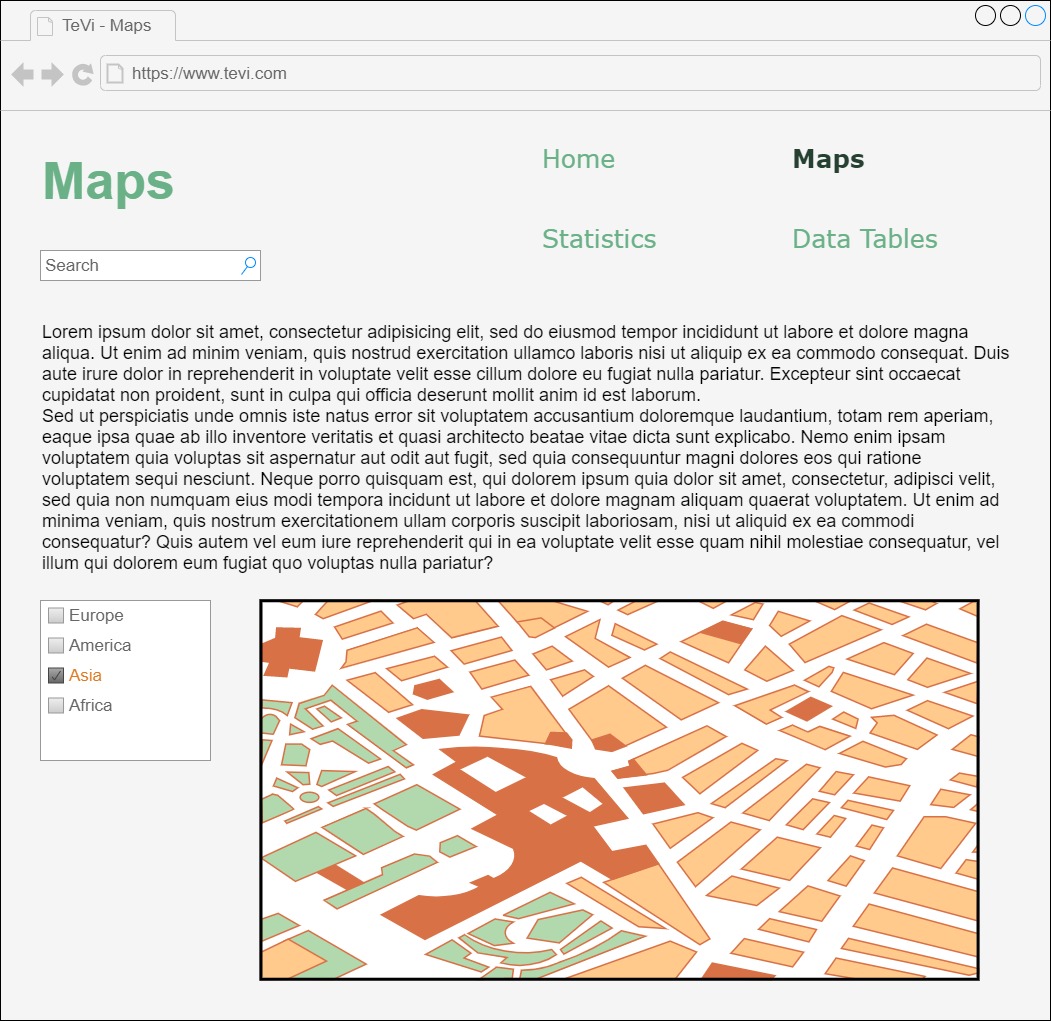 TeVi - Maps
https://www.tevi.com
Maps
Home
Maps
Statistics
Data Tables
Search
Lorem ipsum dolor sit amet, consectetur adipisicing elit, sed do eiusmod tempor incididunt ut labore et dolore magna
aliqua. Ut enim ad minim veniam, quis nostrud exercitation ullamco laboris nisi ut aliquip ex ea commodo consequat. Duis
aute irure dolor in reprehenderit in voluptate velit esse cillum dolore eu fugiat nulla pariatur. Excepteur sint occaecat
cupidatat non proident, sunt in culpa qui officia deserunt mollit anim id est laborum.
Sed ut perspiciatis unde omnis iste natus error sit voluptatem accusantium doloremque laudantium, totam rem aperiam,
eaque ipsa quae ab illo inventore veritatis et quasi architecto beatae vitae dicta sunt explicabo. Nemo enim ipsam
voluptatem quia voluptas sit aspernatur aut odit aut fugit, sed quia consequuntur magni dolores eos qui ratione
voluptatem sequi nesciunt. Neque porro quisquam est, qui dolorem ipsum quia dolor sit amet, consectetur, adipisci velit,
sed quia non numquam eius modi tempora incidunt ut labore et dolore magnam aliquam quaerat voluptatem. Ut enim ad
minima veniam, quis nostrum exercitationem ullam corporis suscipit laboriosam, nisi ut aliquid ex ea commodi
consequatur? Quis autem vel eum iure reprehenderit qui in ea voluptate velit esse quam nihil molestiae consequatur, vel
illum qui dolorem eum fugiat quo voluptas nulla pariatur?
Europe
America
Asia
Africa